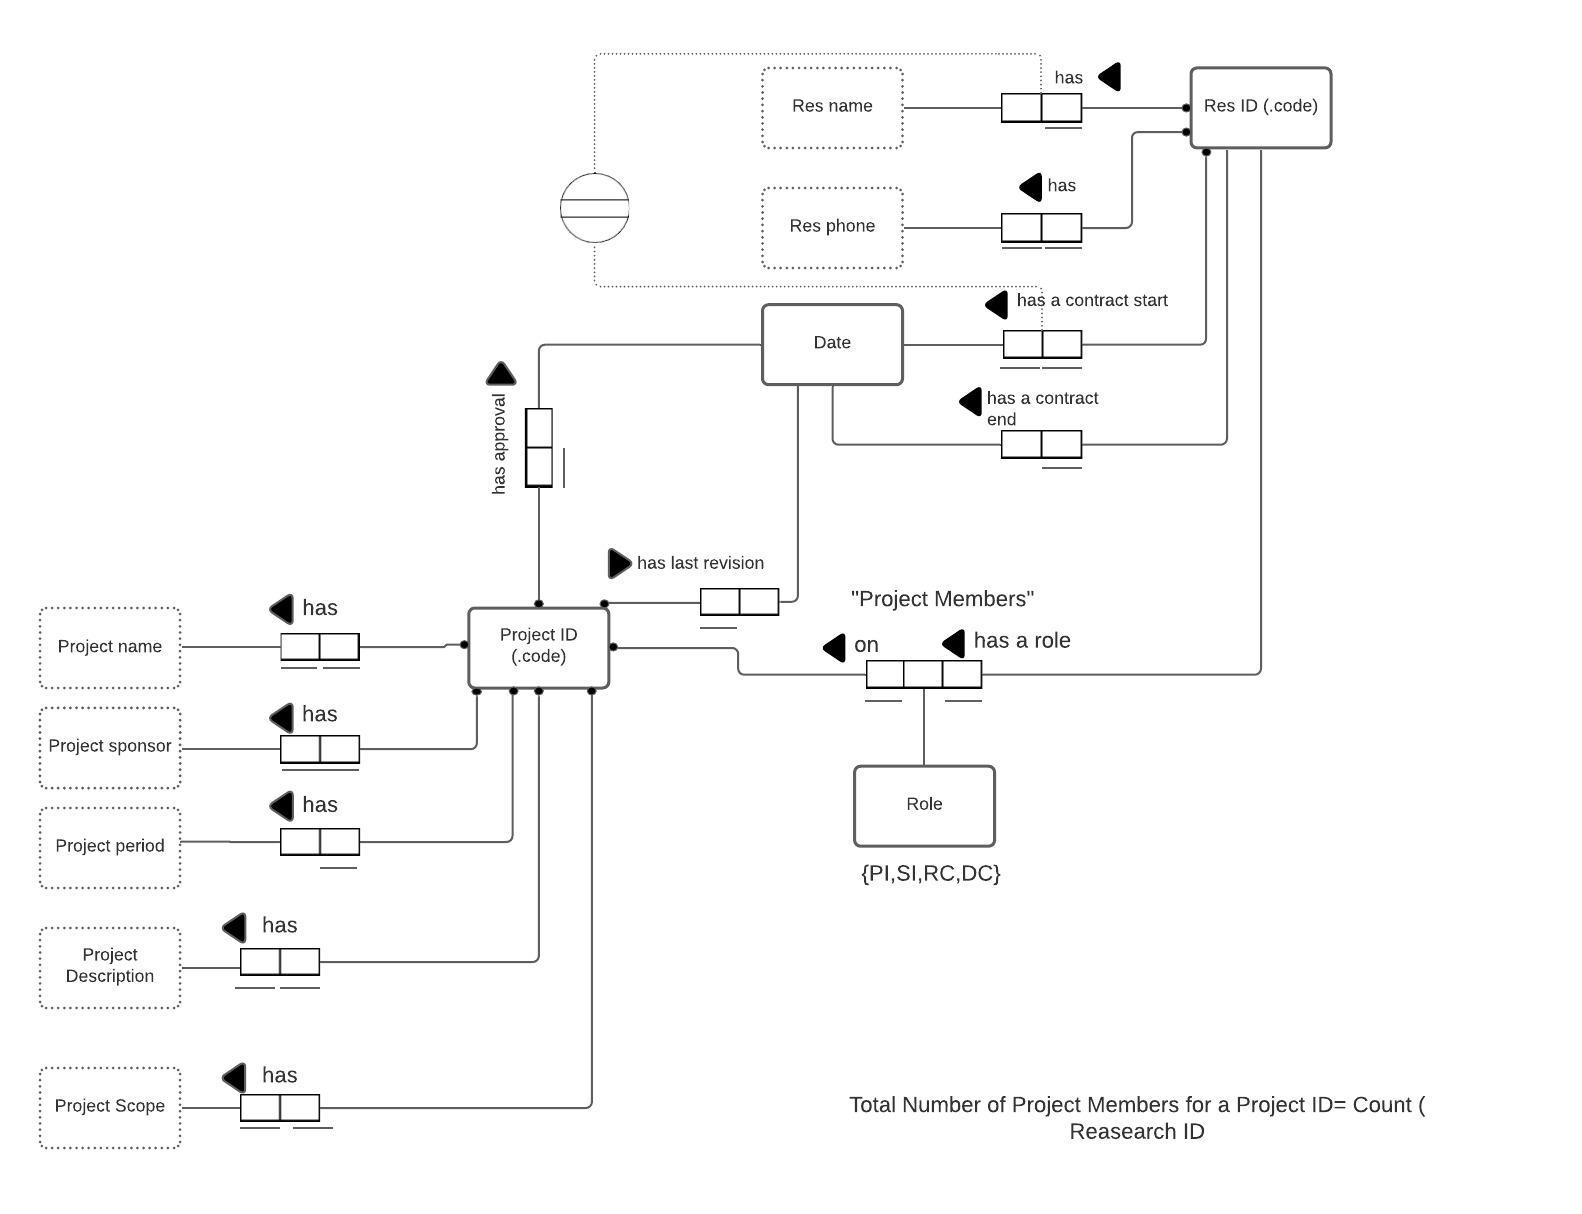 has
Res name
Res ID (.code)
has
Res phone
has a contract start
Date
has a contract
end
has approval
has last revision
"Project Members"
has
Project name
Project ID
(.code)
on
has a role
has
Project sponsor
has
Project period
Role
{PI,SI,RC,DC}
has
Project
Description
has
Project Scope
Total Number of Project Members for a Project ID= Count (
Reasearch ID